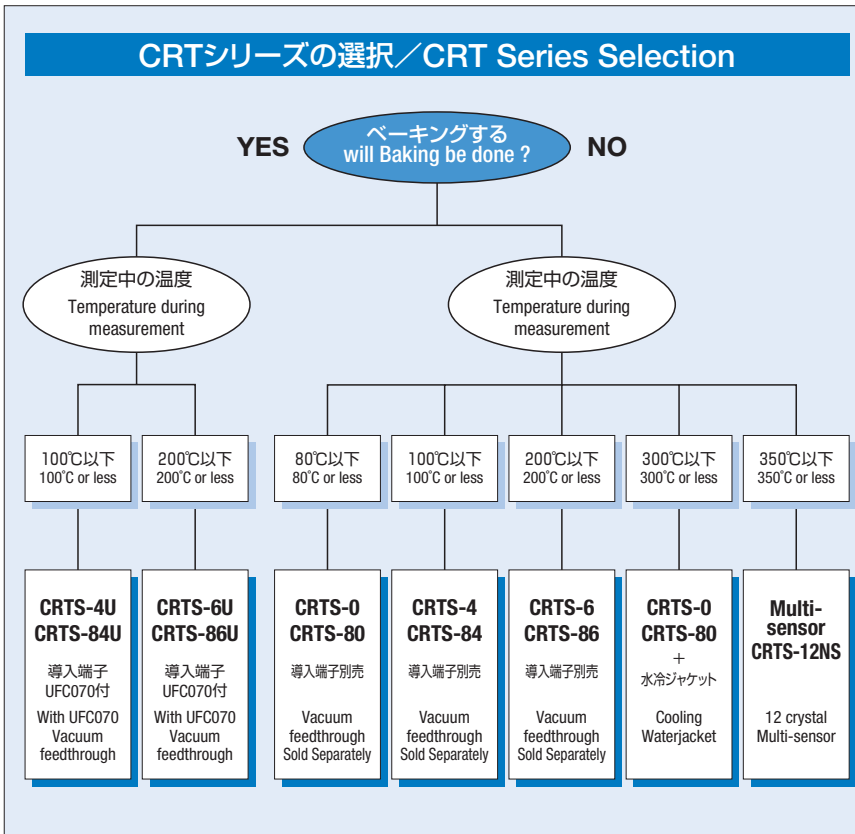 CRTシリーズの選択／CRT Series Selection
YES
ベーキングする
will Baking be done ?
NO
測定中の温度
Temperature during
measurement
測定中の温度
Temperature during
measurement
100℃以下
100°C or less
200℃以下
200°C or less
80℃以下
80°C or less
100℃以下
100°C or less
200℃以下
200°C or less
300℃以下
300°C or less
350℃以下
350°C or less
CRTS-4U
CRTS-84U
導入端子
UFC070付
With UFC070
Vacuum
feedthrough
CRTS-6U
CRTS-86U
導入端子
UFC070付
With UFC070
Vacuum
feedthrough
CRTS-0
CRTS-80
導入端子別売
Vacuum
feedthrough
Sold Separately
CRTS-4
CRTS-84
導入端子別売
Vacuum
feedthrough
Sold Separately
CRTS-6
CRTS-86
導入端子別売
Vacuum
feedthrough
Sold Separately
CRTS-0
CRTS-80
+
水冷ジャケット
Cooling
Waterjacket
Multi-
sensor
CRTS-12NS
12 crystal
Multi-sensor